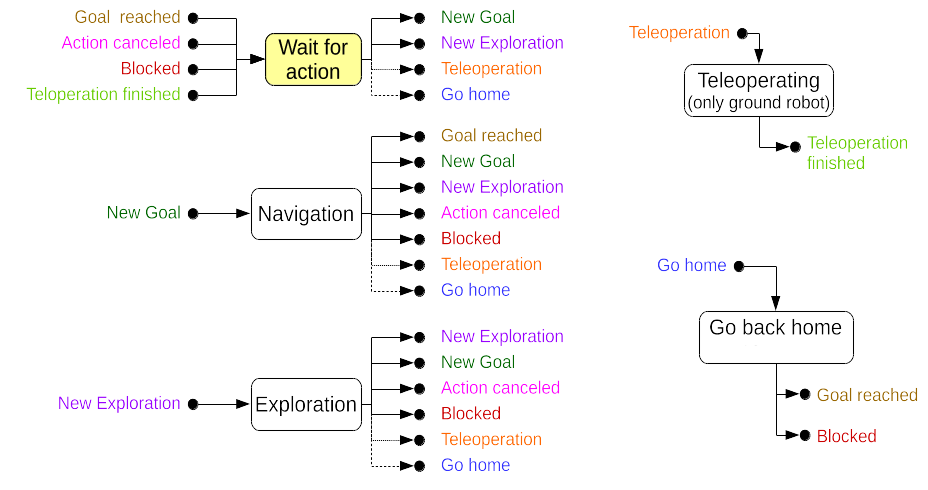 Goal reached
Action canceled
Blocked
Teloperation finished
Wait for
action
New Goal
New Exploration
Teleoperation
Go home
New Goal
Navigation
Goal reached
New Goal
New Exploration
Action canceled
Blocked
Teleoperation
Go home
New Exploration
Exploration
New Exploration
New Goal
Action canceled
Blocked
Teleoperation
Go home
Teleoperation
Teleoperating
(only ground robot)
Teleoperation
finished
Go home
Go back home
Goal reached
Blocked